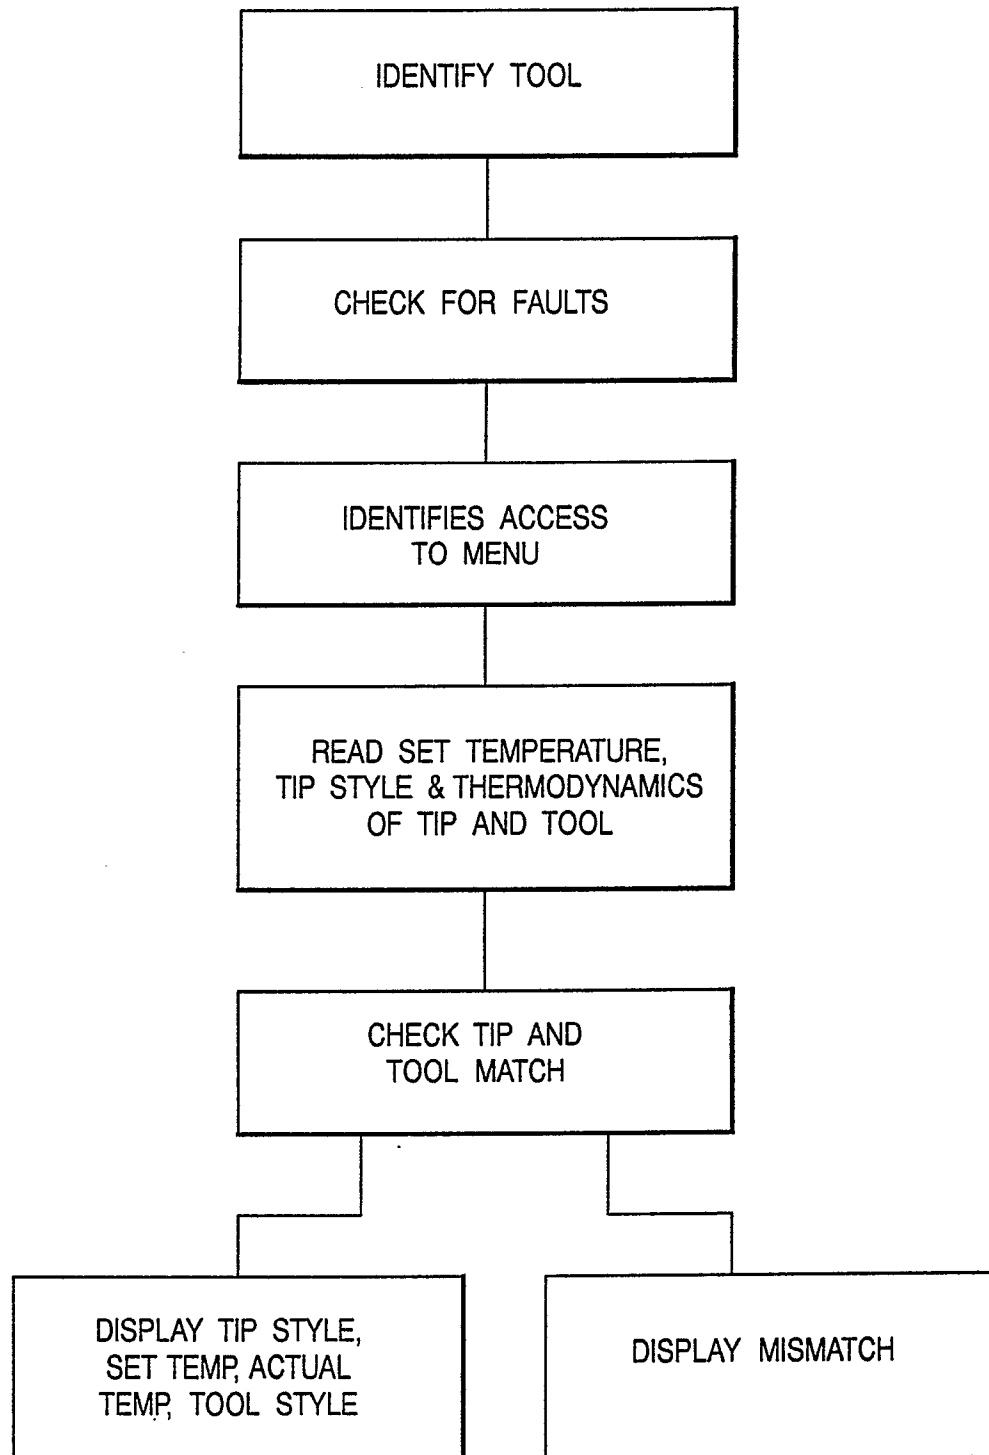 IDENTIFY TOOL
CHECK FOR FAULTS
IDENTIFIES ACCESS
TO MENU
READ SET TEMPERATURE,
TIP STYLE & THERMODYNAMICS
OF TIP AND TOOL
CHECK TIP AND
TOOL MATCH
DISPLAY TIP STYLE,
SET TEMP, ACTUAL
TEMP, TOOL STYLE
DISPLAY MISMATCH